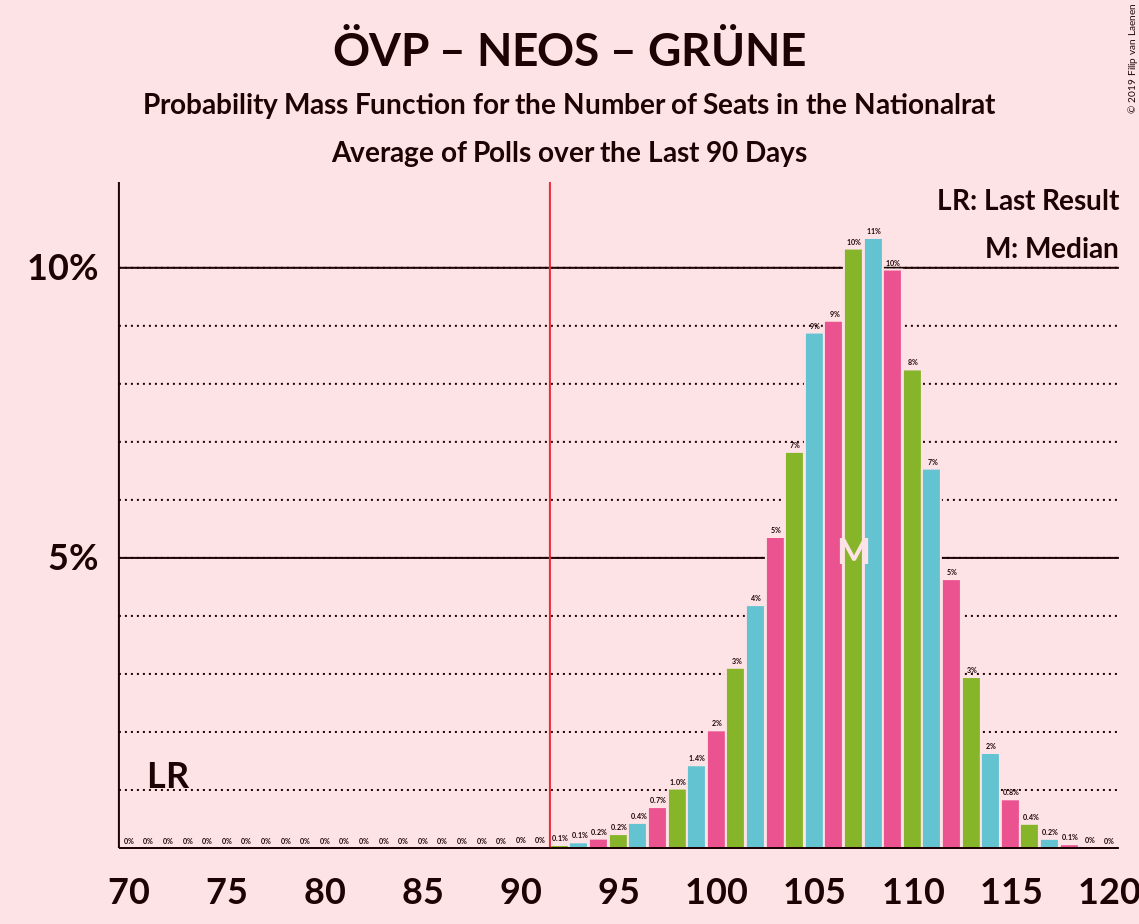 ÖVP – NEOS – GRÜNE
Probability Mass Function for the Number of Seats in the Nationalrat
Average of Polls over the Last 90 Days
© 2019 Filip van Laenen
LR: Last Result
M: Median
10%
5%
0% 0% 0% 0% 0% 0% 0% 0% 0% 0% 0% 0% 0% 0% 0% 0% 0% 0% 0% 0% 0% 0% 0.1% 0.1% 0.2% 0.2% 0.4% 0.7% 1.0% 1.4% 2% 3% 4% 5% 7% 9% 9% 10% 11% 10% 8% 7% 5% 3% 2% 0.8% 0.4% 0.2% 0.1% 0% 0%
M
LR
70 75 80 85 90 95 100 105 110 115 120